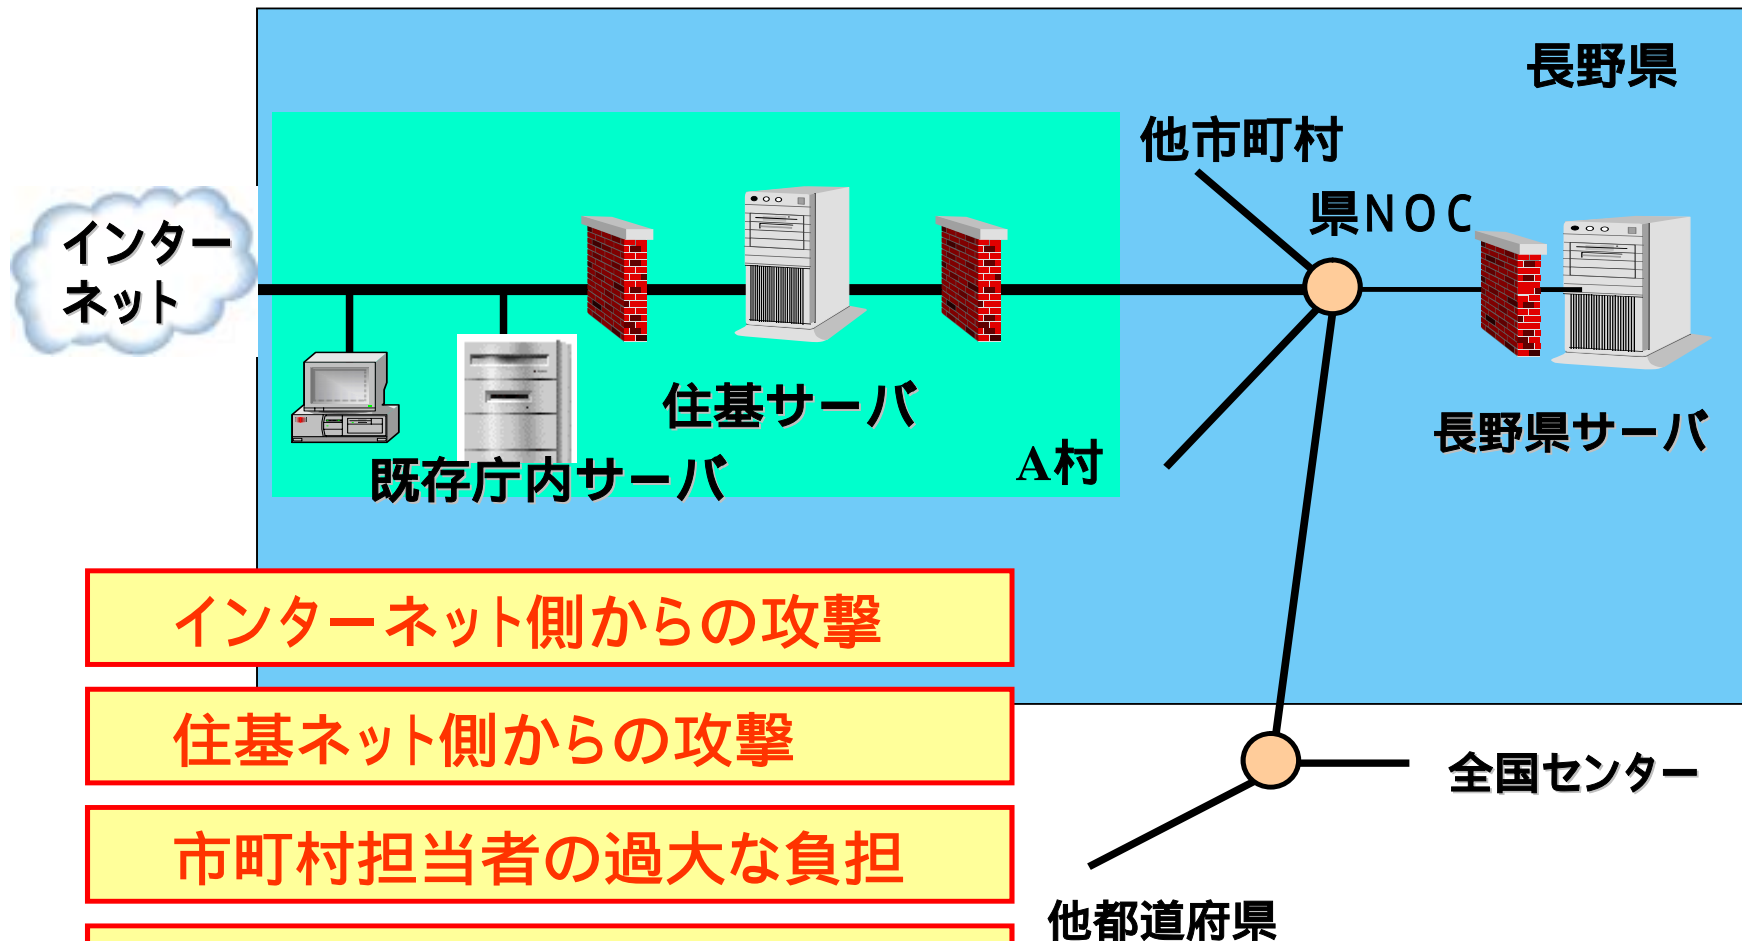 長野県
他市町村
県ＮＯＣ
インター
ネット
住基サーバ
既存庁内サーバ
A村
長野県サーバ
インターネット側からの攻撃
住基ネット側からの攻撃
全国センター
市町村担当者の過大な負担
他都道府県